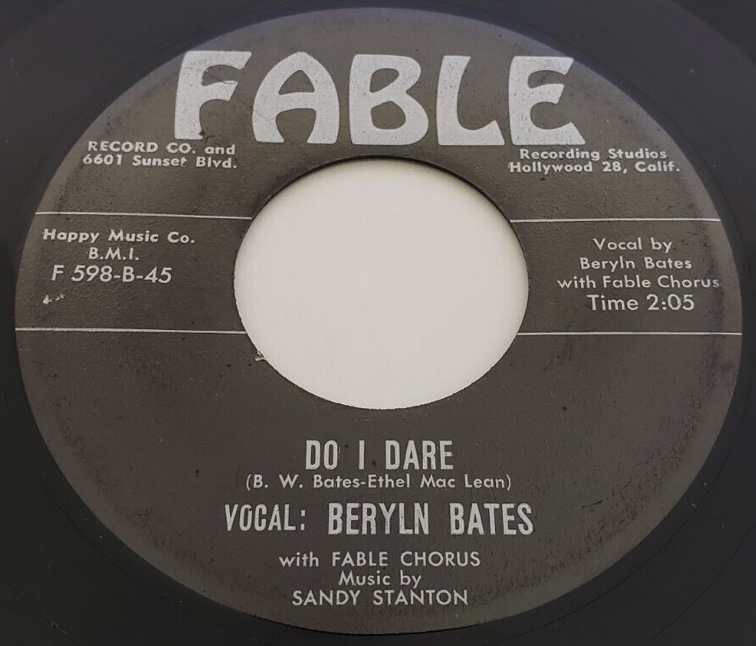 FABLE
RECORD CO. and
6601 Sunset Blvd.
Recording Studios
Hollywood 28, Calif.
Happy Music Co.
B.M.I.
F 598-B-45
Vocal by
Beryln Bates
with Fable Chorus
Time 2:05
DO I DARE
(B. W. Bates-Ethel Mac Lean)
VOCAL: BERYLN BATES
with FABLE CHORUS
Music by
SANDY STANTON